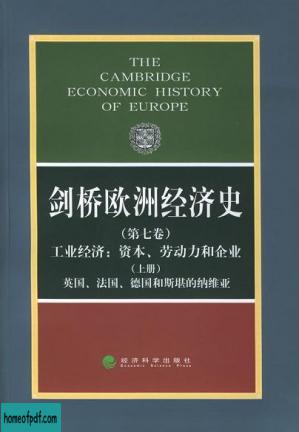 THE
CAMBRIDGE
ECONOMIC HISTORY
OF EUROPE
剑桥欧洲经济史
(第七卷)
工业经济：资本、劳动力和企业
(上册)
英国、法国、德国和斯堪的纳维亚
经济科学出版社
Economic Science Press
homeofpdf.com